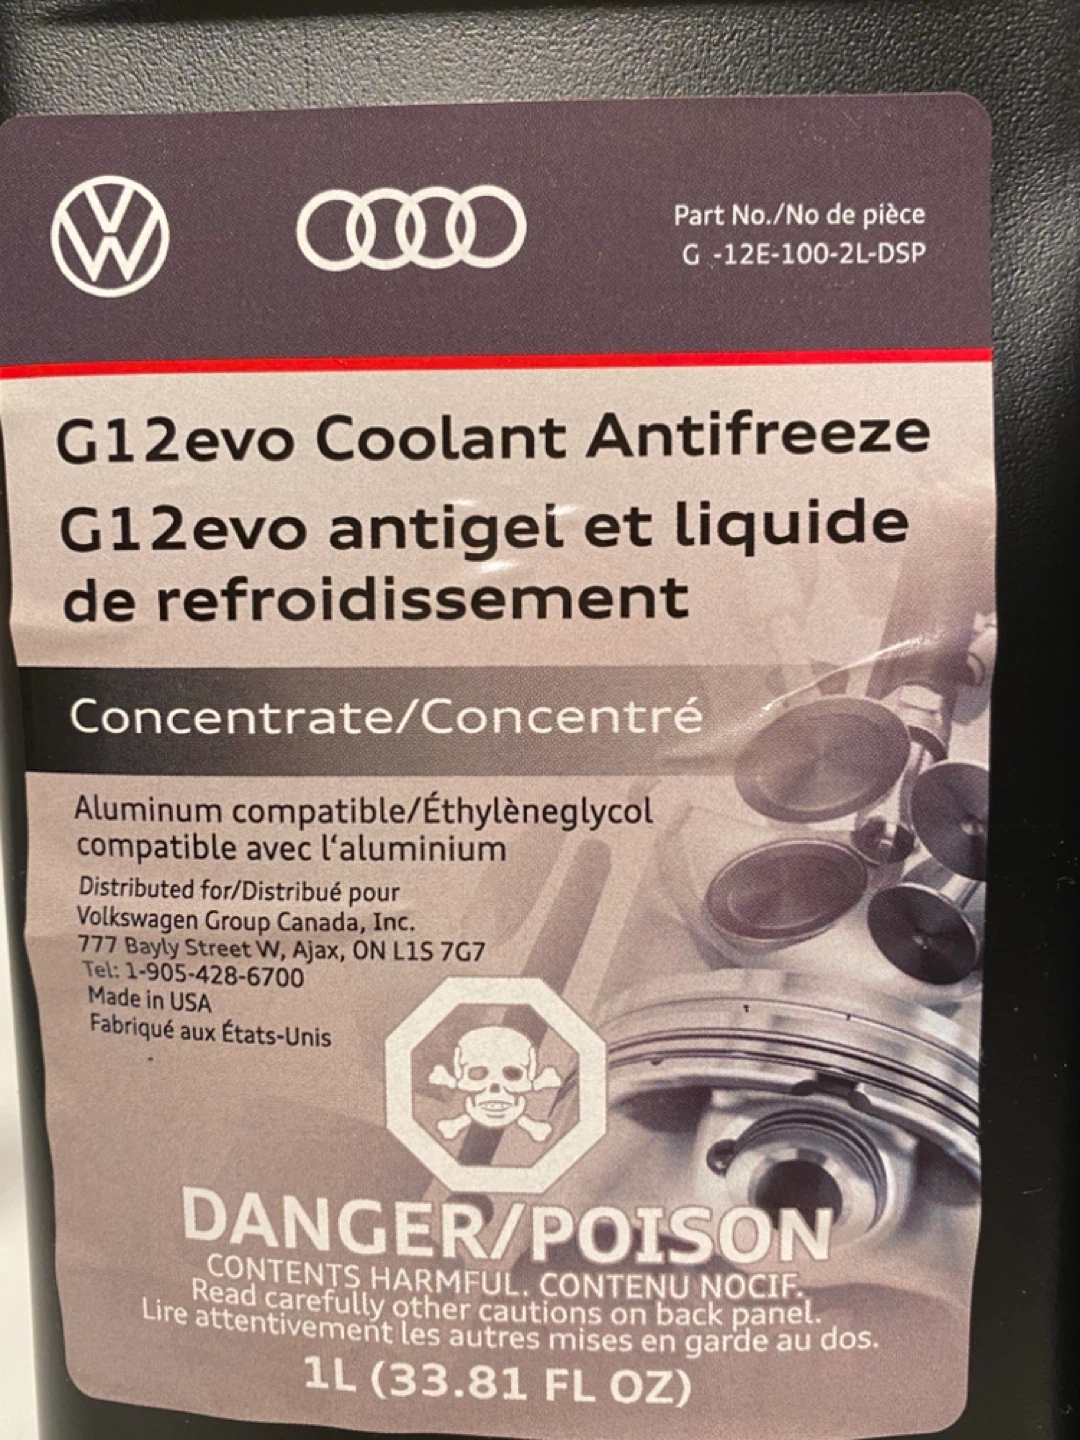 Part No./No de pièce
G -12E-100-2L-DSP
G12evo Coolant Antifreeze
G12evo antigel et liquide
de refroidissement
Concentrate/Concentré
Aluminum compatible/Éthylèneglycol
compatible avec l'aluminium
Distributed for/Distribué pour
Volkswagen Group Canada, Inc.
777 Bayly Street W, Ajax, ON L1S 7G7
Tel: 1-905-428-6700
Made in USA
Fabriqué aux États-Unis
DANGER/POISON
CONTENTS HARMFUL. CONTENU NOCIF.
Read carefully other cautions on back panel.
Lire attentivement les autres mises en garde au dos.
1L (33.81 FL OZ)